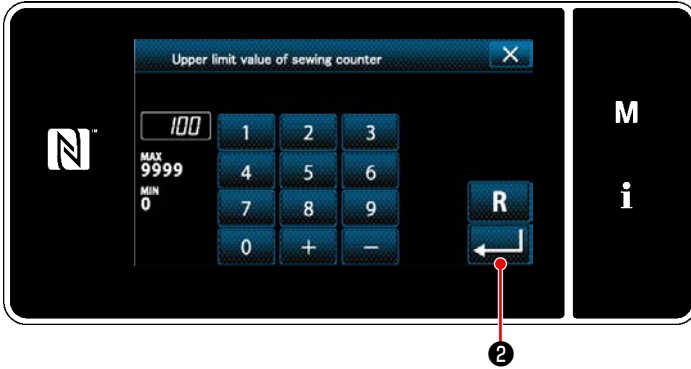 Upper limit value of sewing counter X
100
MAX
9999
MIN
0
1 2 3
4 5 6
7 8 9
0 + −
R
N
M
i
❷